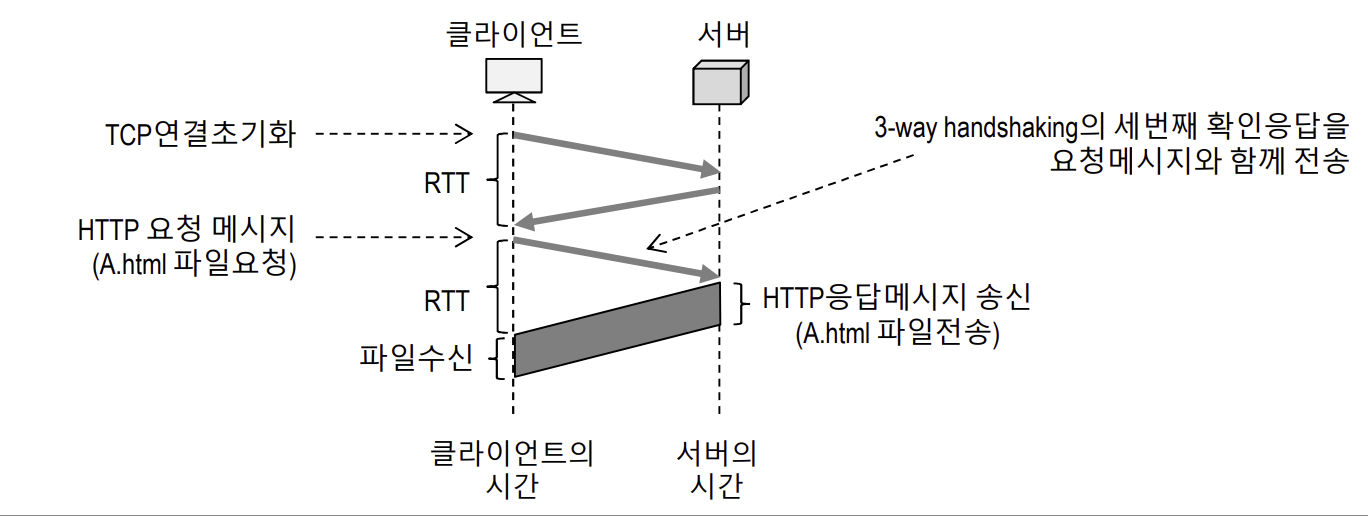 클라이언트
서버
TCP연결초기화
3-way handshaking의 세번째 확인응답을
요청메시지와 함께 전송
RTT
HTTP 요청 메시지
(A.html 파일요청)
RTT
HTTP응답메시지 송신
(A.html 파일전송)
파일수신
클라이언트의
시간
서버의
시간